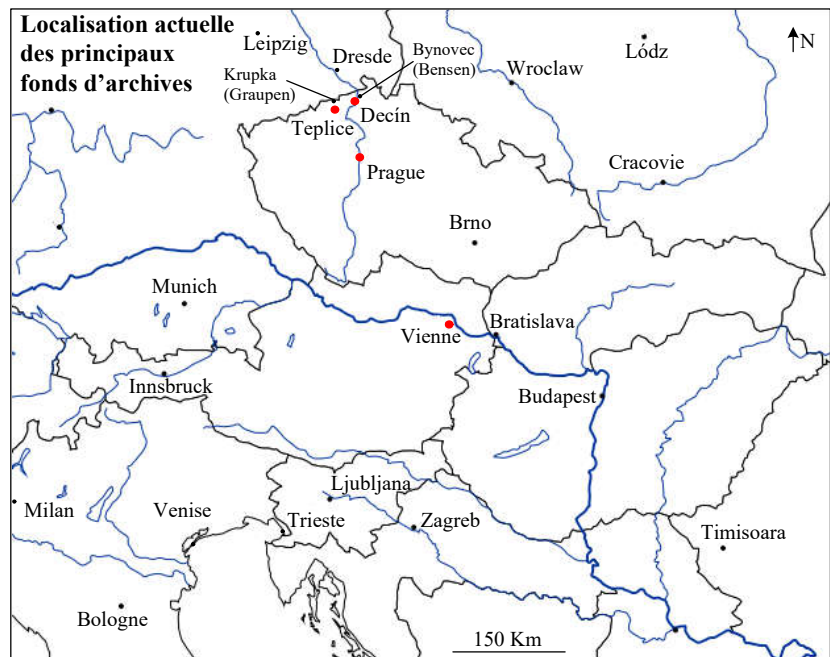 Localisation actuelle
des principaux
fonds d'archives
Leipzig
Dresde
Bynovec
(Bensen)
Lódz
N
Krupka
(Graupen)
Wroclaw
Teplice
Decín
Prague
Cracovie
Brno
Munich
Vienne
Bratislava
Innsbruck
Budapest
Ljubljana
Milan
Venise
Trieste
Zagreb
Timisoara
Bologne
150 Km